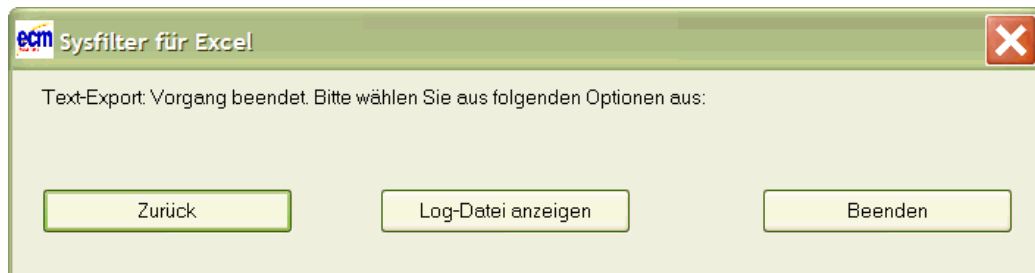 ecm Sysfilter für Excel
Text-Export: Vorgang beendet. Bitte wählen Sie aus folgenden Optionen aus:
Zurück Log-Datei anzeigen Beenden